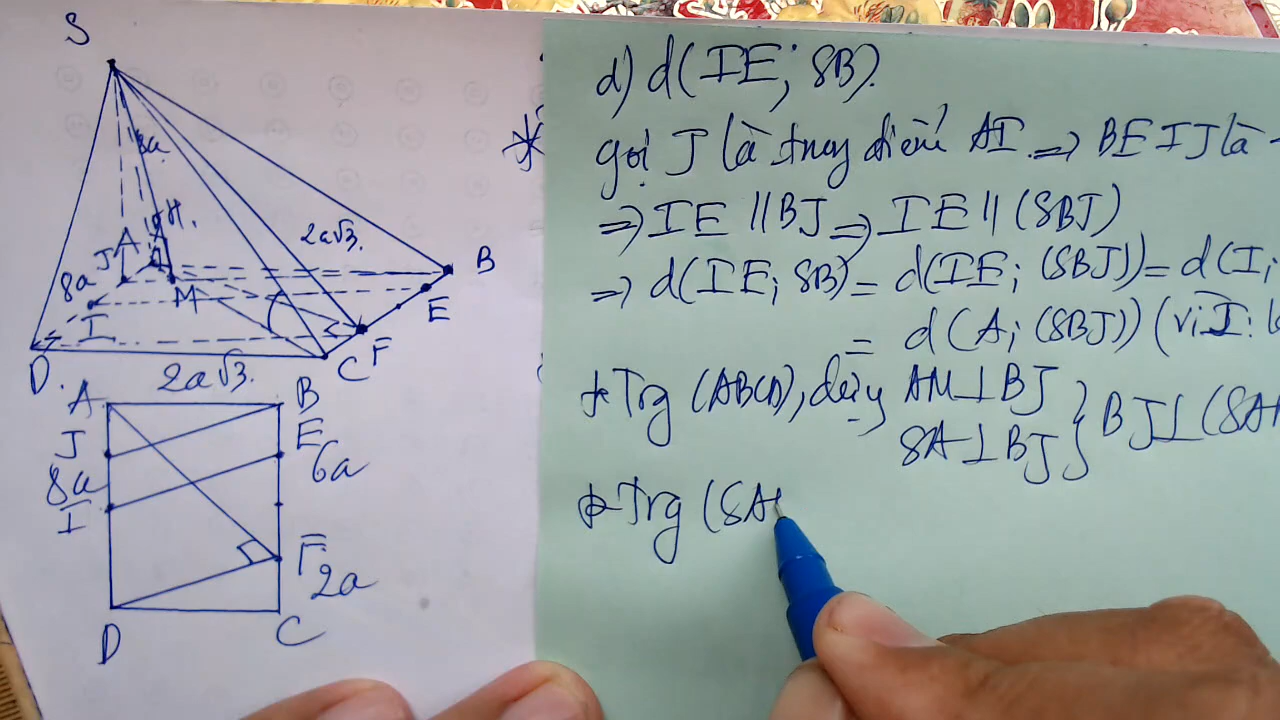 S
8a
H.
2a√3.
J A
8a
B
M
I
E
D.
C F
2a√3.
A B
J E
8a 6a
I
F
2a
D C
d) d(IE; SB).
gọi J là trung điểm AI. => BEIJ là
=> IE // BJ => IE // (SBJ)
=> d(IE; SB) = d(IE; (SBJ)) = d(I;
= d(A; (SBJ)) (vì I:
* Trg (ABCD), dựng AM ⊥ BJ
SA ⊥ BJ } BJ ⊥ (SA
* Trg (SA